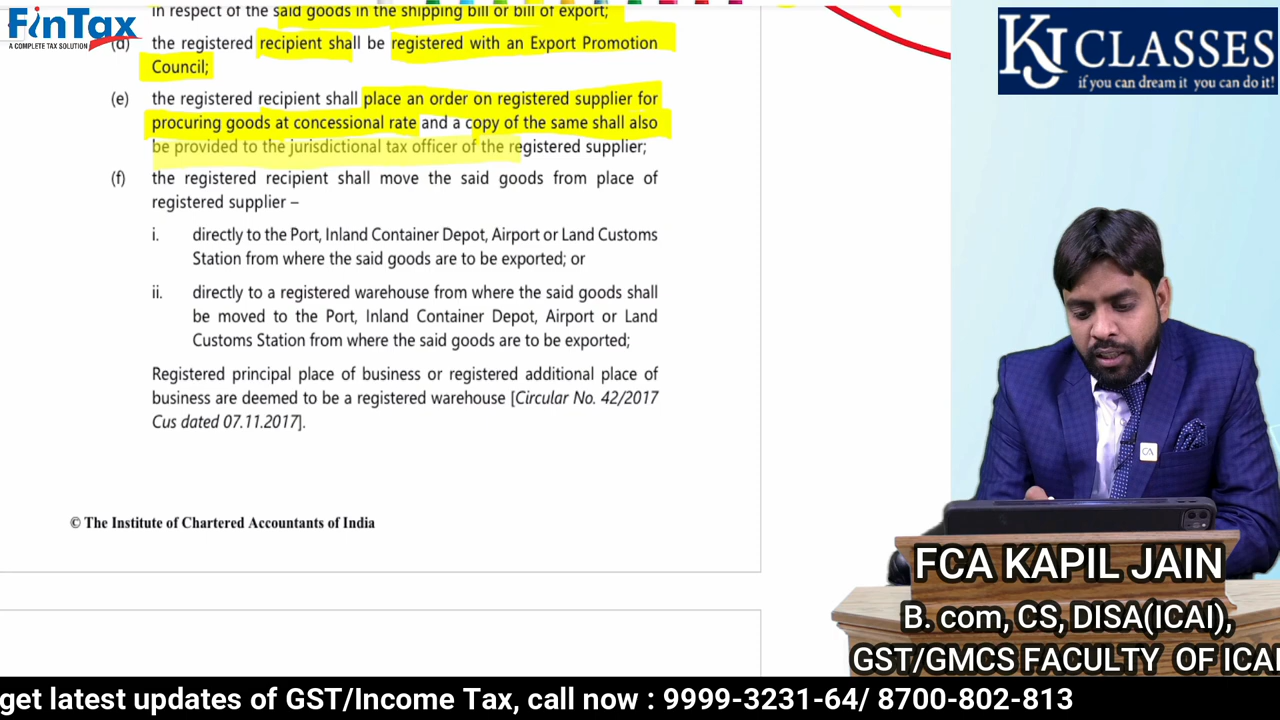 FinTax
A COMPLETE TAX SOLUTION
in respect of the said goods in the shipping bill or bill of export;
(d) the registered recipient shall be registered with an Export Promotion
Council;
(e) the registered recipient shall place an order on registered supplier for
procuring goods at concessional rate and a copy of the same shall also
be provided to the jurisdictional tax officer of the registered supplier;
(f) the registered recipient shall move the said goods from place of
registered supplier –
i. directly to the Port, Inland Container Depot, Airport or Land Customs
Station from where the said goods are to be exported; or
ii. directly to a registered warehouse from where the said goods shall
be moved to the Port, Inland Container Depot, Airport or Land
Customs Station from where the said goods are to be exported;
Registered principal place of business or registered additional place of
business are deemed to be a registered warehouse [Circular No. 42/2017
Cus dated 07.11.2017].
© The Institute of Chartered Accountants of India
KJ CLASSES
if you can dream it you can do it!
CA
FCA KAPIL JAIN
B. com, CS, DISA(ICAI),
GST/GMCS FACULTY OF ICAI
get latest updates of GST/Income Tax, call now : 9999-3231-64/ 8700-802-813